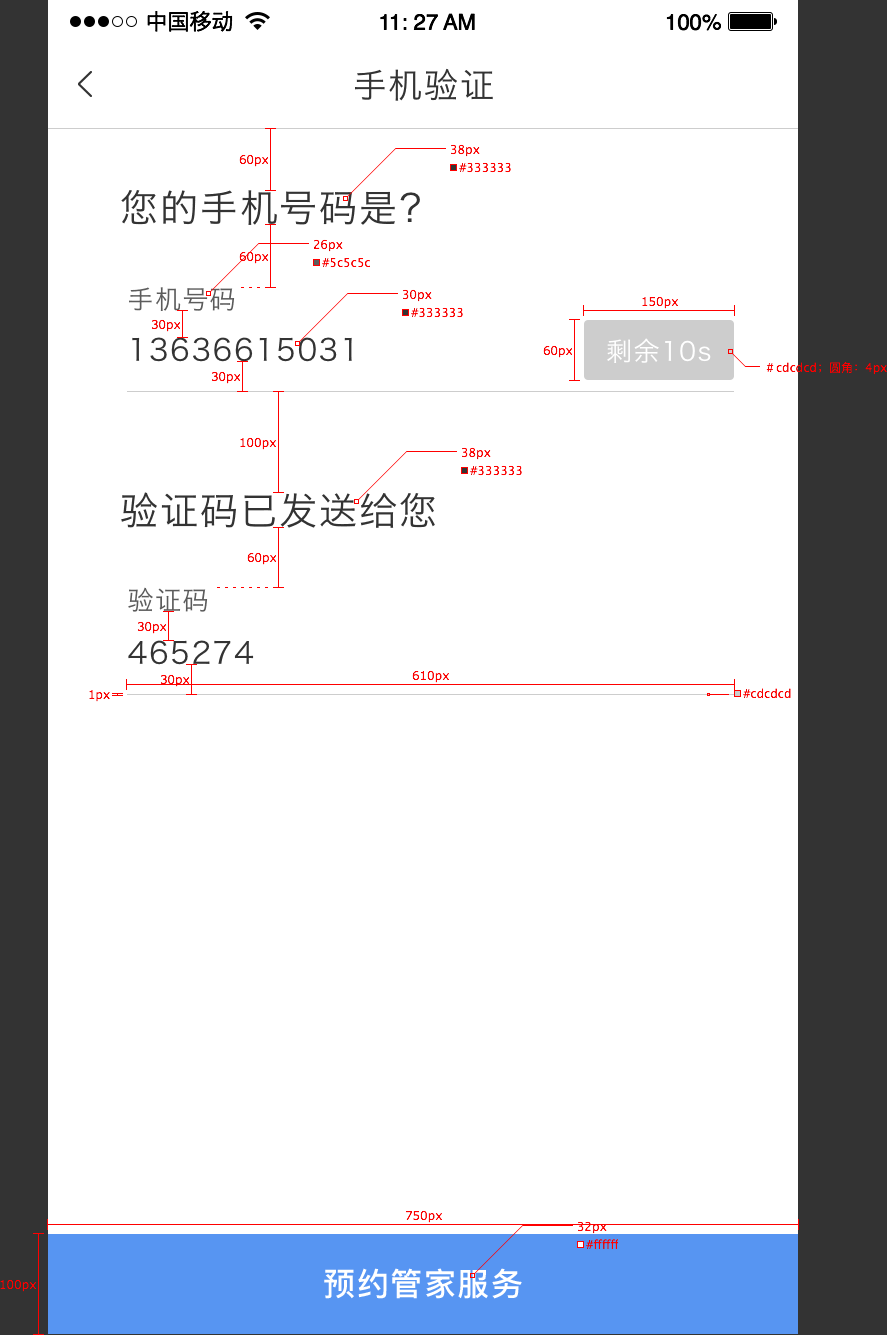 中国移动 11: 27 AM 100%
手机验证
60px
38px
#333333
您的手机号码是?
26px
60px
#5c5c5c
手机号码
30px
#333333
150px
30px
13636615031
60px
剩余10s
#cdcdcd; 圆角: 4px
30px
100px
38px
#333333
验证码已发送给您
60px
验证码
30px
465274
610px
30px
1px
#cdcdcd
750px
32px
#ffffff
100px
预约管家服务